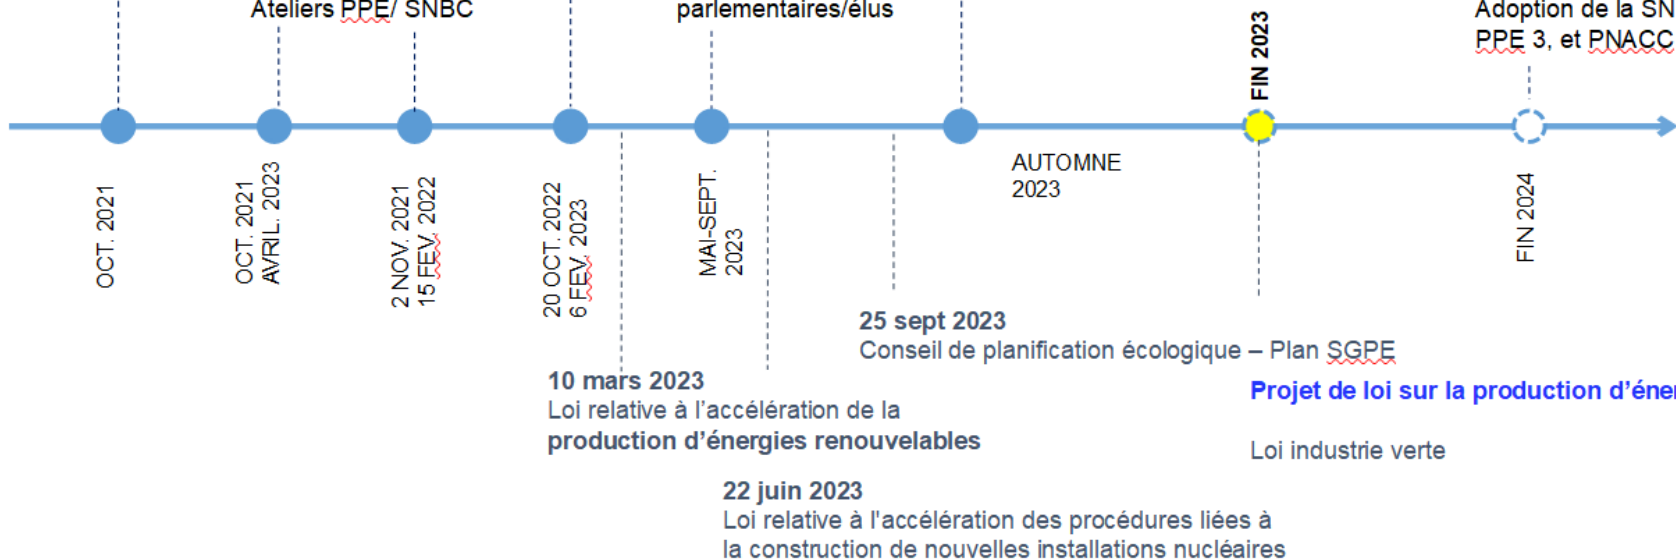 Ateliers PPE/ SNBC
parlementaires/élus
Adoption de la SN
PPE 3, et PNACC
FIN 2023
OCT. 2021
OCT. 2021
AVRIL. 2023
2 NOV. 2021
15 FEV. 2022
20 OCT. 2022
6 FEV. 2023
MAI-SEPT.
2023
AUTOMNE
2023
FIN 2024
25 sept 2023
Conseil de planification écologique – Plan SGPE
10 mars 2023
Loi relative à l’accélération de la
production d’énergies renouvelables
Projet de loi sur la production d’éner
Loi industrie verte
22 juin 2023
Loi relative à l'accélération des procédures liées à
la construction de nouvelles installations nucléaires